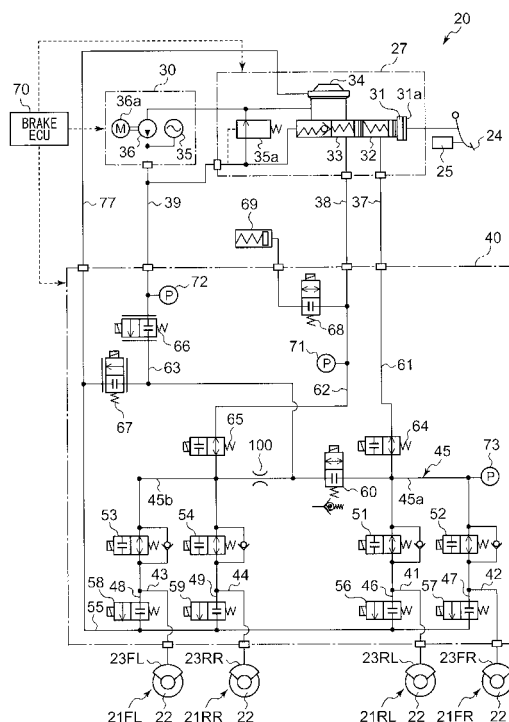 20
27
30
70
36a
34
31
31a
M
BRAKE
ECU
36
35
35a
33
32
25
24
77
39
38
37
69
40
72
P
66
68
63
71
P
61
62
67
65
64
100
45
73
P
45b
60
45a
53
54
51
52
43
44
41
42
58
48
59
49
56
46
57
47
55
23FL
23RR
23RL
23FR
21FL
22
21RR
22
21RL
22
21FR
22